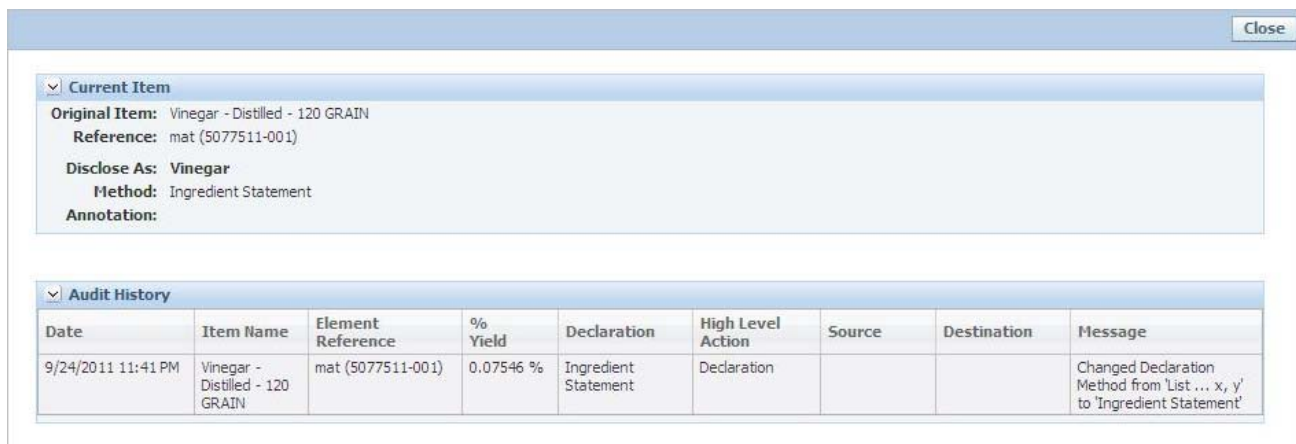 Close
Current Item
Original Item: Vinegar - Distilled - 120 GRAIN
Reference: mat (5077511-001)
Disclose As: Vinegar
Method: Ingredient Statement
Annotation:
Audit History
Date Item Name Element Reference % Yield Declaration High Level Action Source Destination Message
9/24/2011 11:41 PM Vinegar - Distilled - 120 GRAIN mat (5077511-001) 0.07546 % Ingredient Statement Declaration Changed Declaration Method from 'List ... x, y' to 'Ingredient Statement'